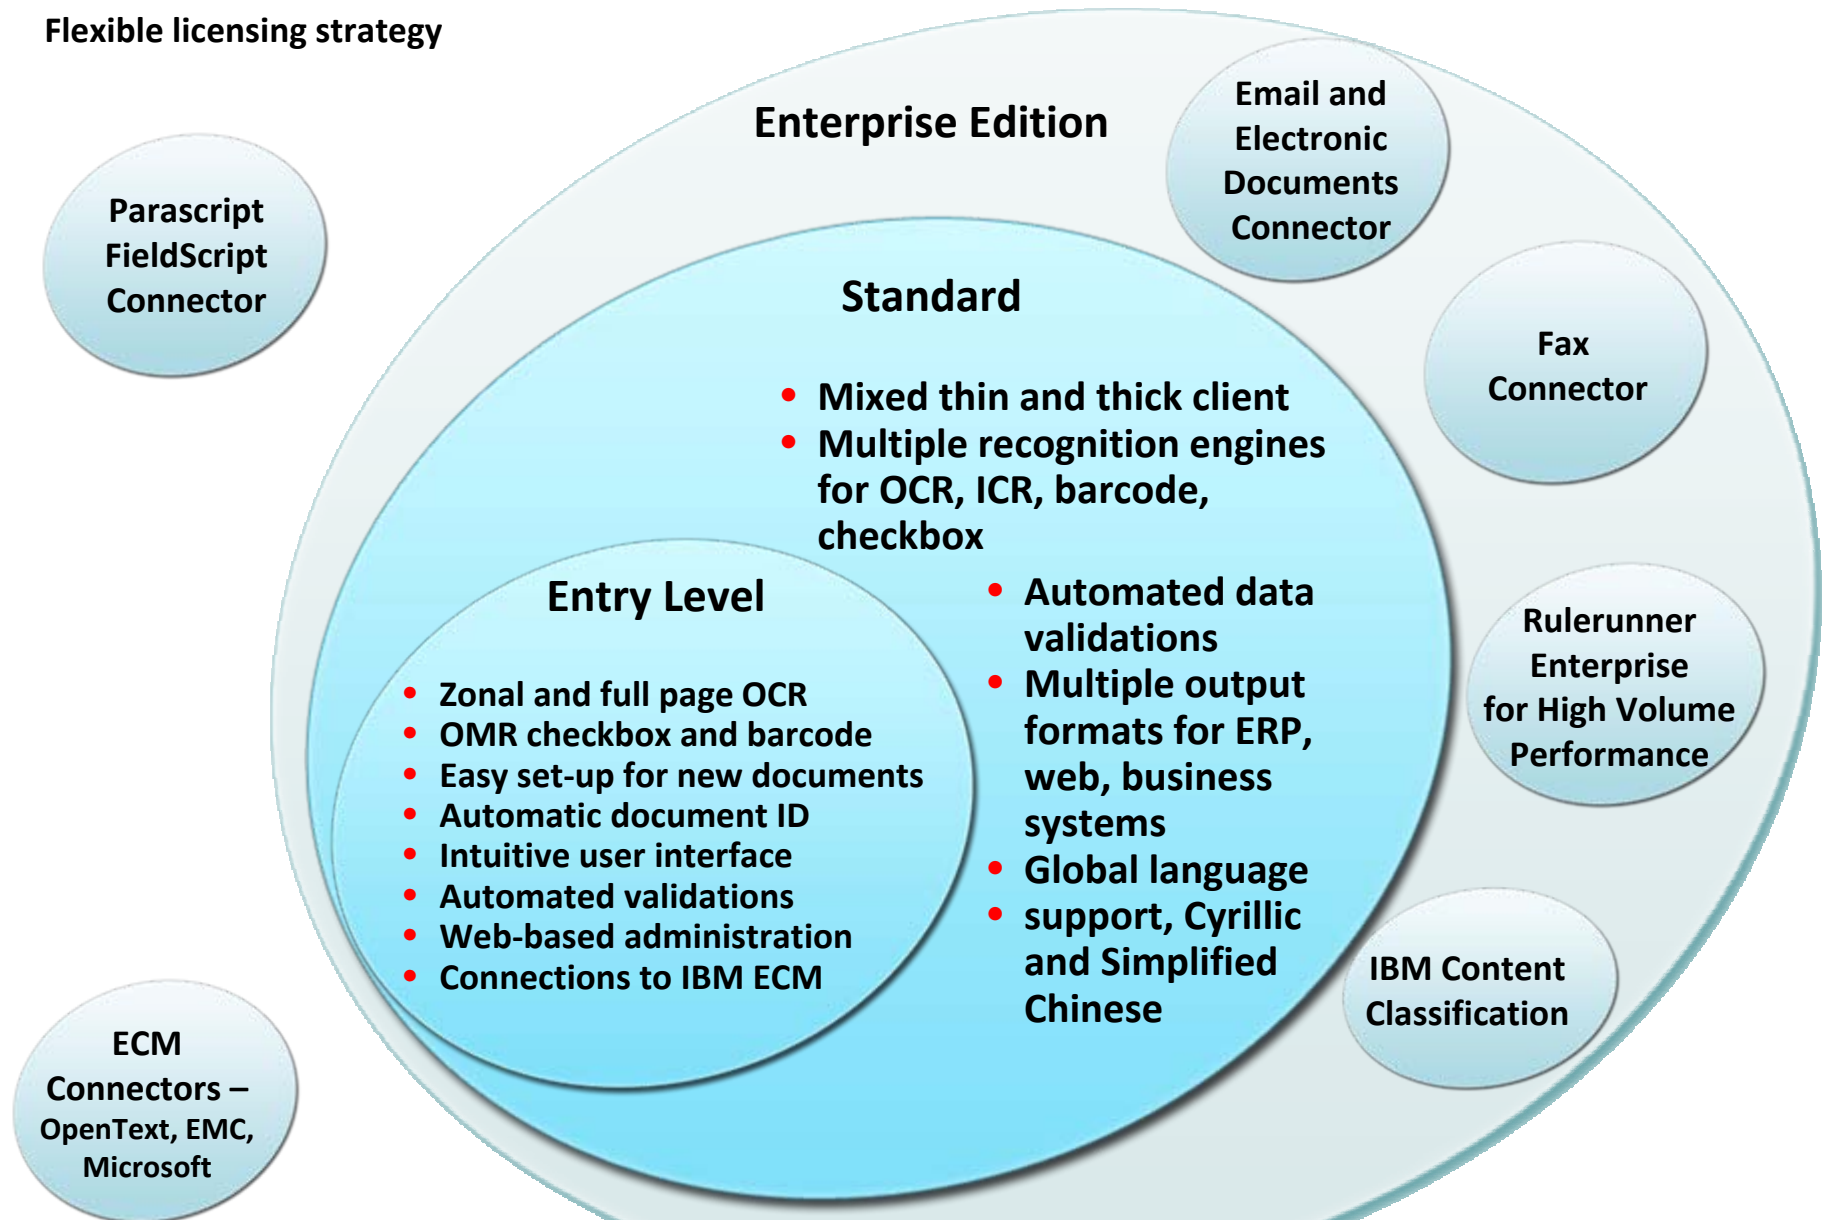 Flexible licensing strategy
Enterprise Edition
Email and
Electronic
Documents
Connector
Parascript
FieldScript
Connector
Fax
Connector
Standard
• Mixed thin and thick client
• Multiple recognition engines
for OCR, ICR, barcode,
checkbox
• Automated data
validations
• Multiple output
formats for ERP,
web, business
systems
• Global language
• support, Cyrillic
and Simplified
Chinese
Entry Level
• Zonal and full page OCR
• OMR checkbox and barcode
• Easy set-up for new documents
• Automatic document ID
• Intuitive user interface
• Automated validations
• Web-based administration
• Connections to IBM ECM
Rulerunner
Enterprise
for High Volume
Performance
IBM Content
Classification
ECM
Connectors –
OpenText, EMC,
Microsoft